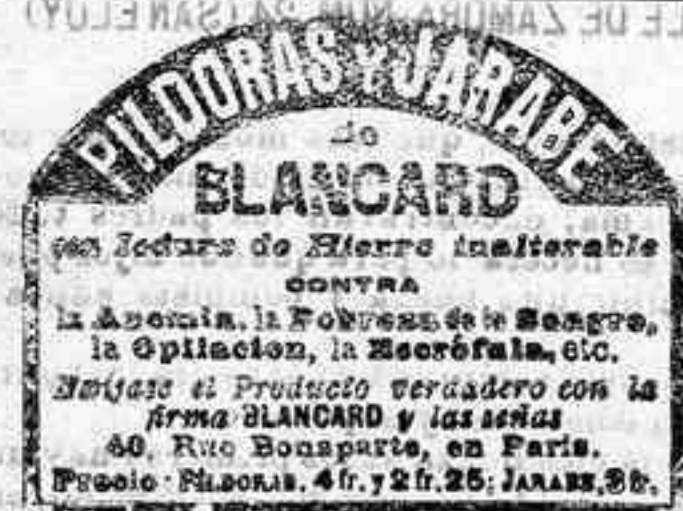 PILDORAS Y JARABE
de
BLANCARD
con Ioduro de Hierro inalterable
CONTRA
la Anemia, la Pobreza de la Sangre,
la Opilacion, la Escrófula, etc.
Exijase el Producto verdadero con la
firma BLANCARD y las señas
40, Rue Bonaparte, en Paris.
Precio: PILDORAS, 4 fr. y 2 fr. 25; JARABE, 3 fr.